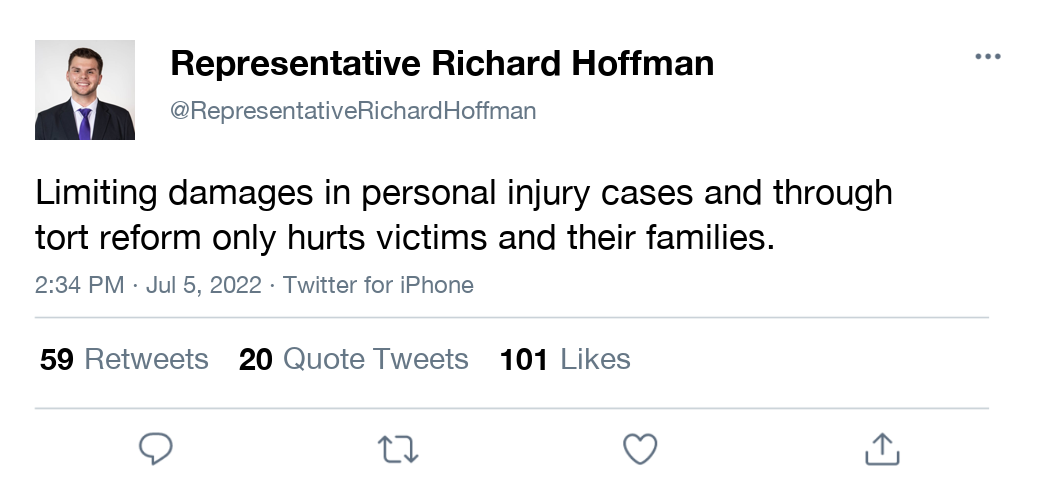 Representative Richard Hoffman
@RepresentativeRichardHoffman
Limiting damages in personal injury cases and through
tort reform only hurts victims and their families.
2:34 PM · Jul 5, 2022 · Twitter for iPhone
59 Retweets 20 Quote Tweets 101 Likes